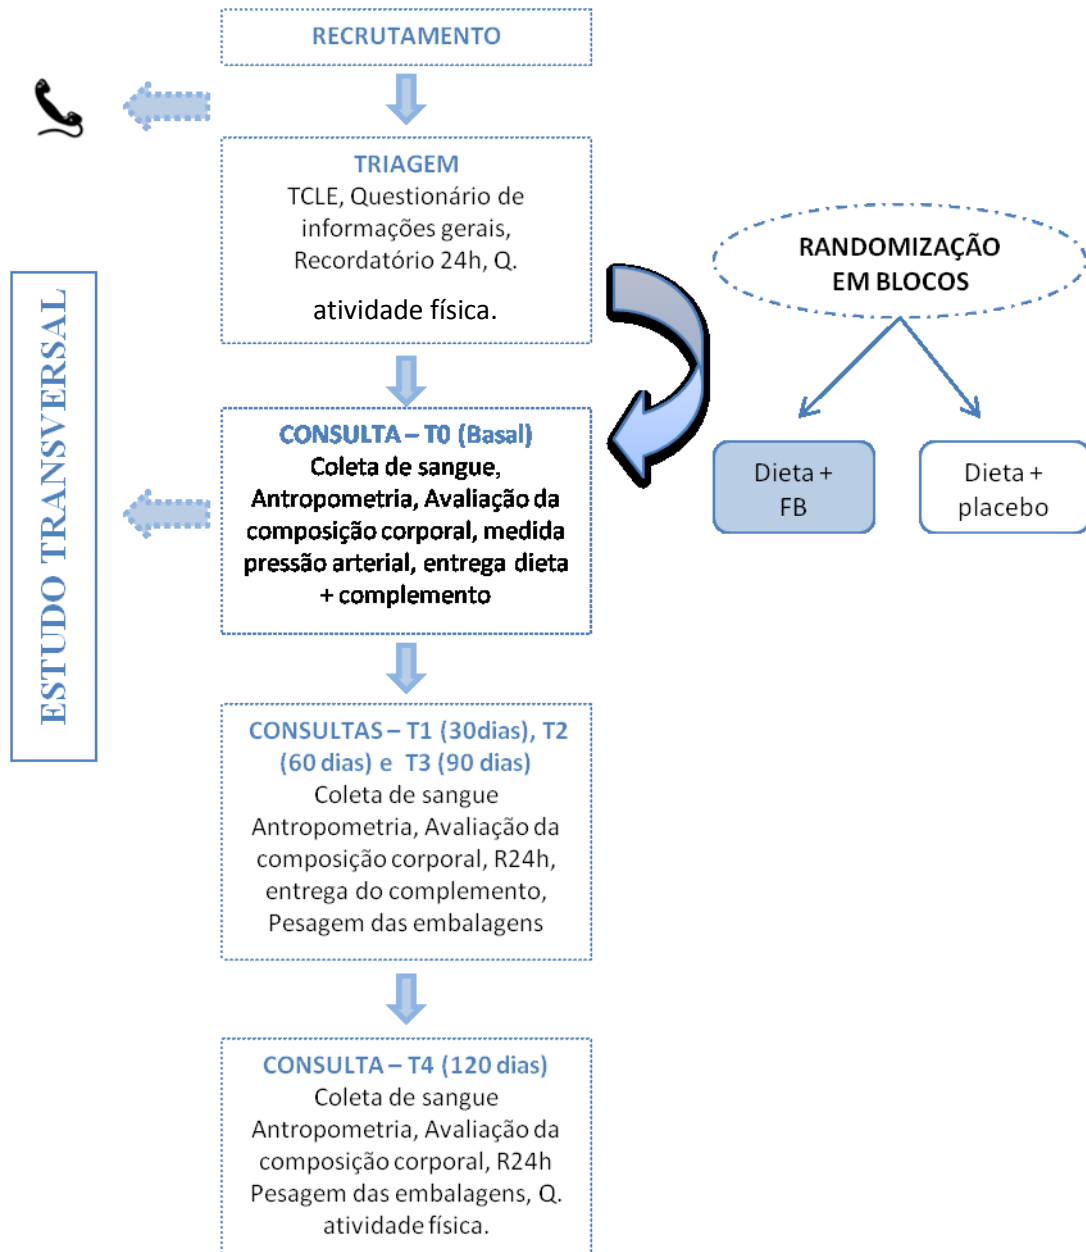 RECRUTAMENTO
TRIAGEM
TCLE, Questionário de
informações gerais,
Recordatório 24h, Q.
atividade física.
RANDOMIZAÇÃO
EM BLOCOS
Dieta +
FB
Dieta +
placebo
ESTUDO TRANSVERSAL
CONSULTA – T0 (Basal)
Coleta de sangue,
Antropometria, Avaliação da
composição corporal, medida
pressão arterial, entrega dieta
+ complemento
CONSULTAS – T1 (30dias), T2
(60 dias) e T3 (90 dias)
Coleta de sangue
Antropometria, Avaliação da
composição corporal, R24h,
entrega do complemento,
Pesagem das embalagens
CONSULTA – T4 (120 dias)
Coleta de sangue
Antropometria, Avaliação da
composição corporal, R24h
Pesagem das embalagens, Q.
atividade física.